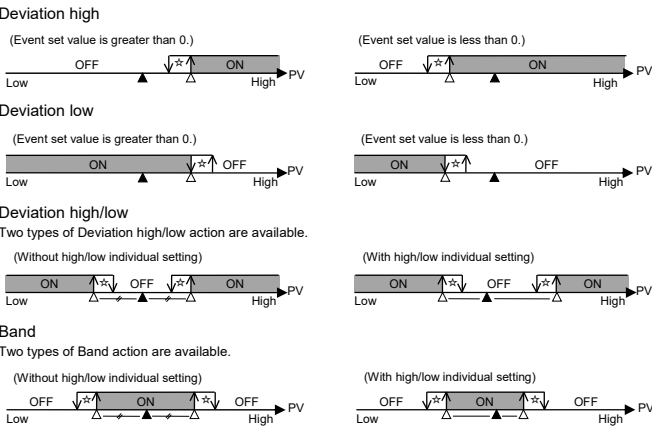 Deviation high
(Event set value is greater than 0.) (Event set value is less than 0.)
OFF ☆ ON PV OFF ☆ ON PV
Low High Low High
Deviation low
(Event set value is greater than 0.) (Event set value is less than 0.)
ON ☆ OFF PV ON ☆ OFF PV
Low High Low High
Deviation high/low
Two types of Deviation high/low action are available.
(Without high/low individual setting) (With high/low individual setting)
ON ☆ OFF ☆ ON PV ON ☆ OFF ☆ ON PV
Low High Low High
Band
Two types of Band action are available.
(Without high/low individual setting) (With high/low individual setting)
OFF ☆ ON ☆ OFF PV OFF ☆ ON ☆ OFF PV
Low High Low High